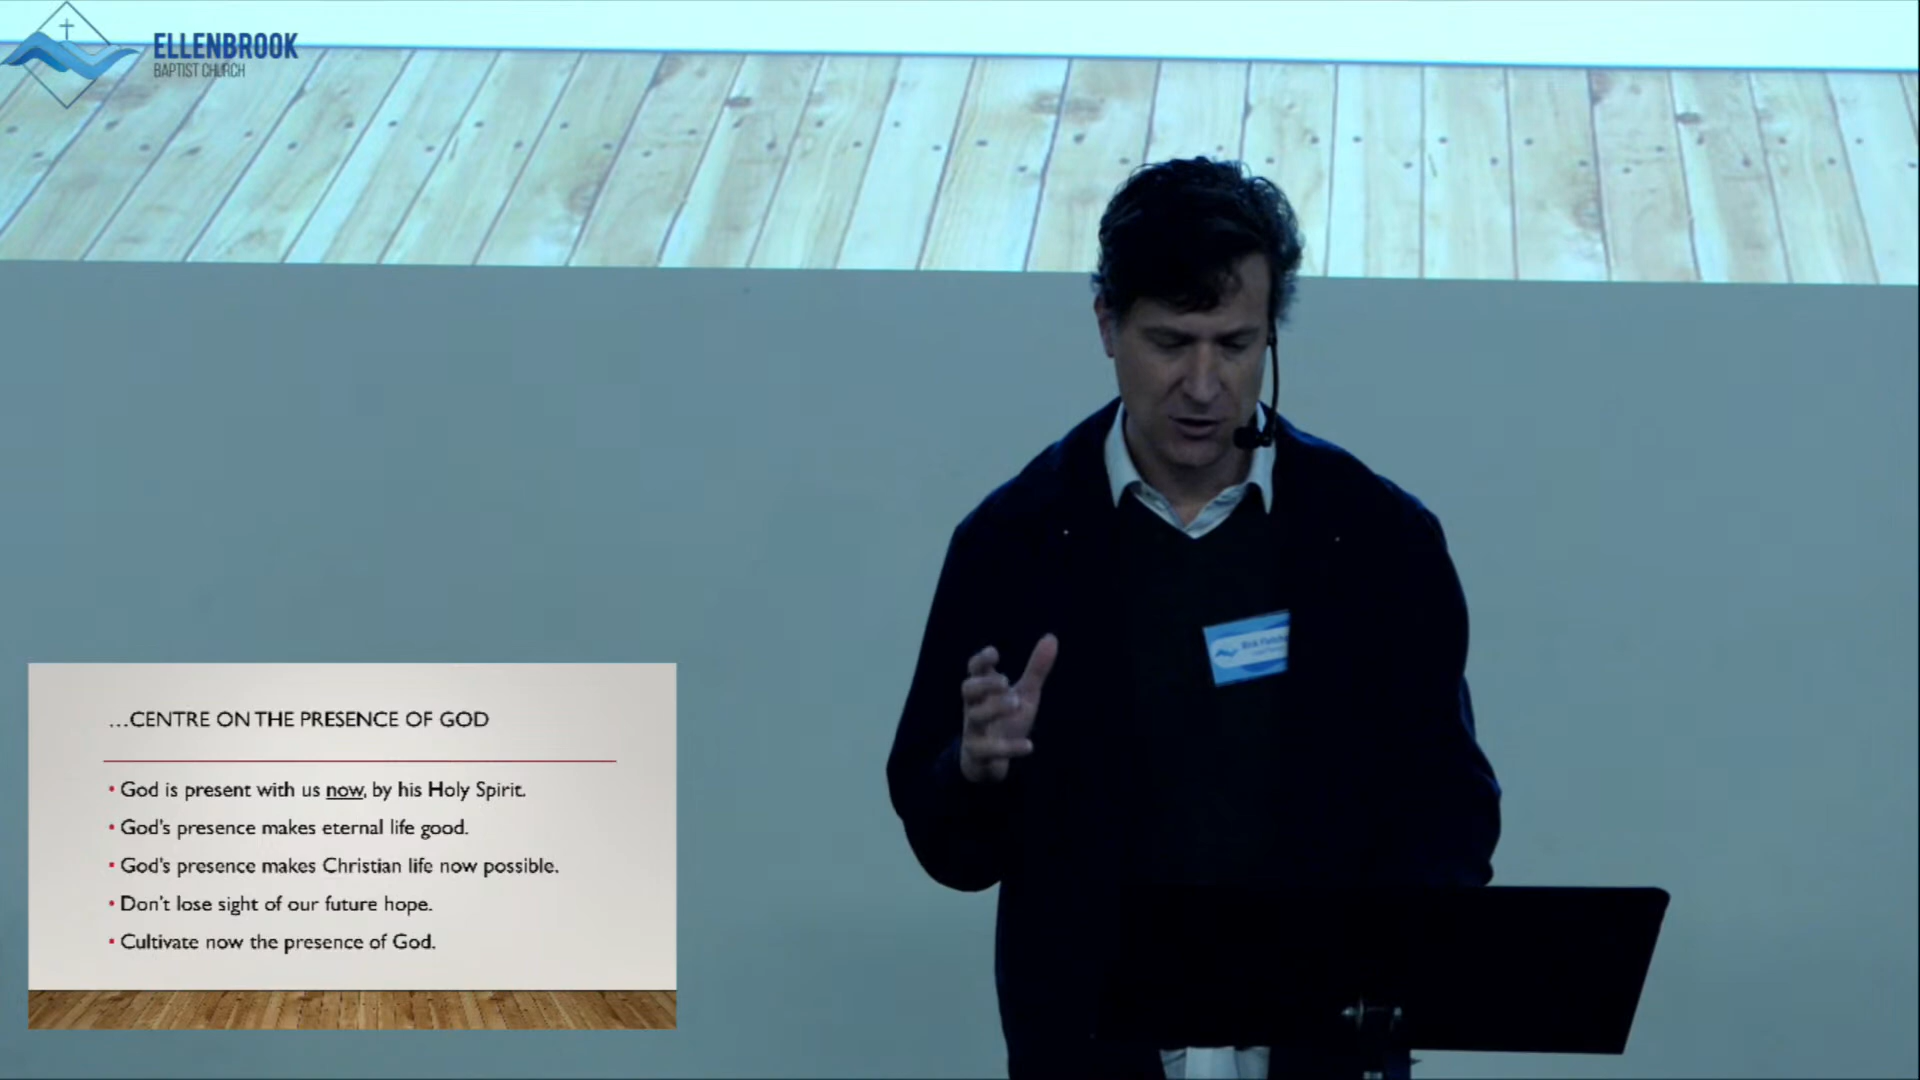 ELLENBROOK
BAPTIST CHURCH
...CENTRE ON THE PRESENCE OF GOD
• God is present with us now, by his Holy Spirit.
• God's presence makes eternal life good.
• God's presence makes Christian life now possible.
• Don't lose sight of our future hope.
• Cultivate now the presence of God.